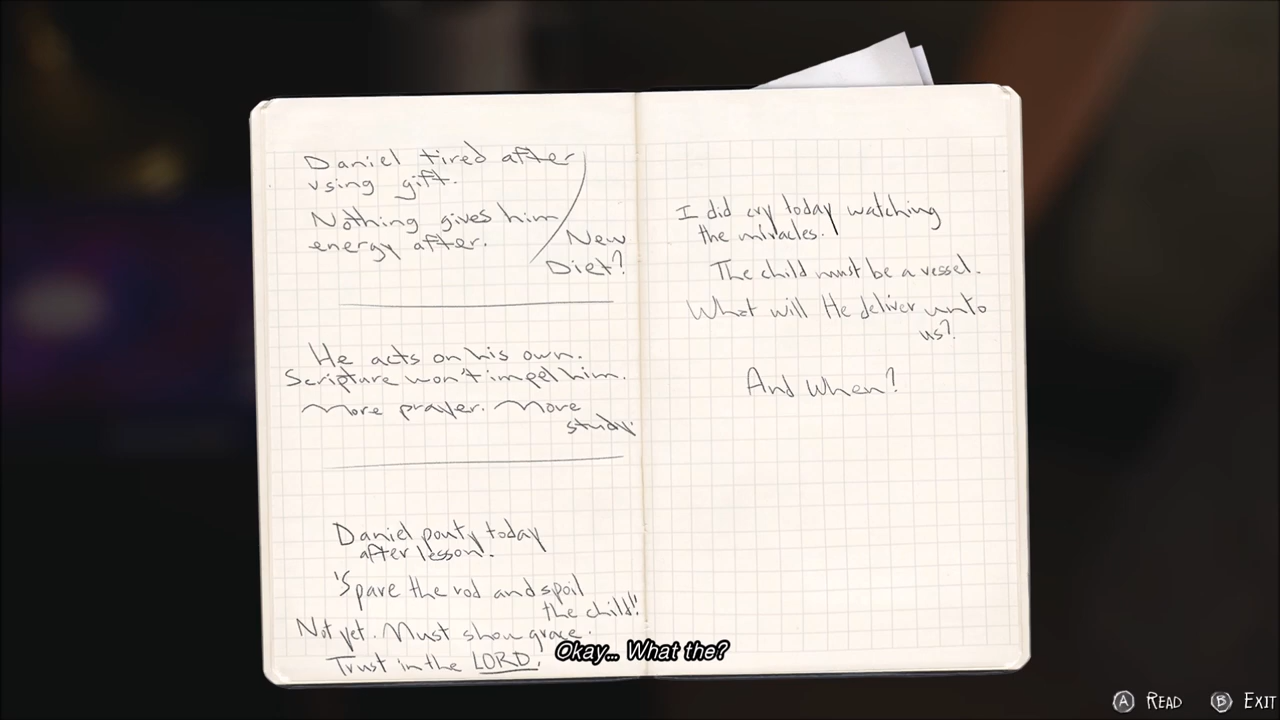 Daniel tired after
using gift.
Nothing gives him
energy after.
New
Diet?
He acts on his own.
Scripture won't impel him.
More prayer. More
study.
Daniel pouty today
after lesson.
'Spare the rod and spoil
the child!'
Not yet. Must show grace.
Trust in the LORD!
I did cry today watching
the miracles.
The child must be a vessel.
What will He deliver unto
us?
And when?
Okay... What the?
A READ B EXIT